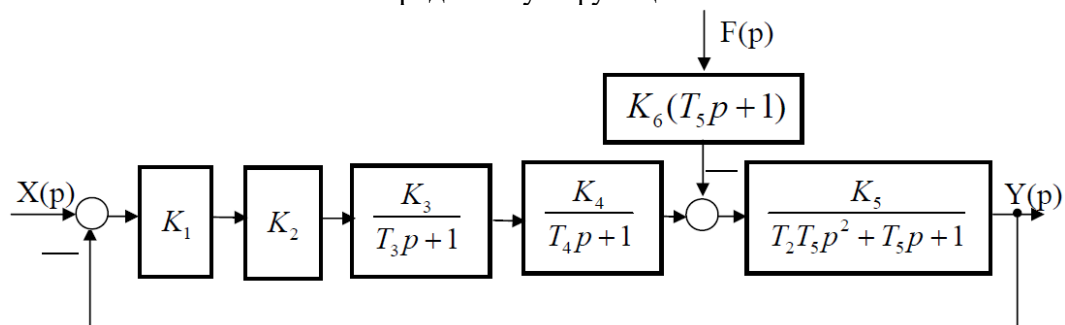 F(p)
K₆(T₅p + 1)
X(p)
K₁
K₂
K₃ / (T₃p + 1)
K₄ / (T₄p + 1)
K₅ / (T₂T₅p² + T₅p + 1)
Y(p)